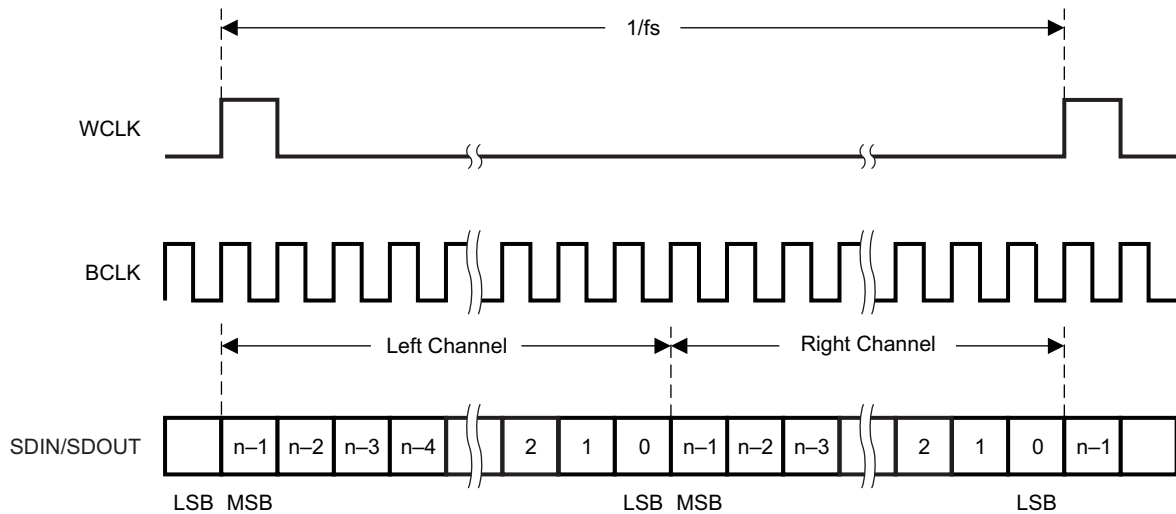 1/fs
WCLK
BCLK
Left Channel
Right Channel
SDIN/SDOUT
n–1 n–2 n–3 n–4 2 1 0 n–1 n–2 n–3 2 1 0 n–1
LSB MSB LSB MSB LSB